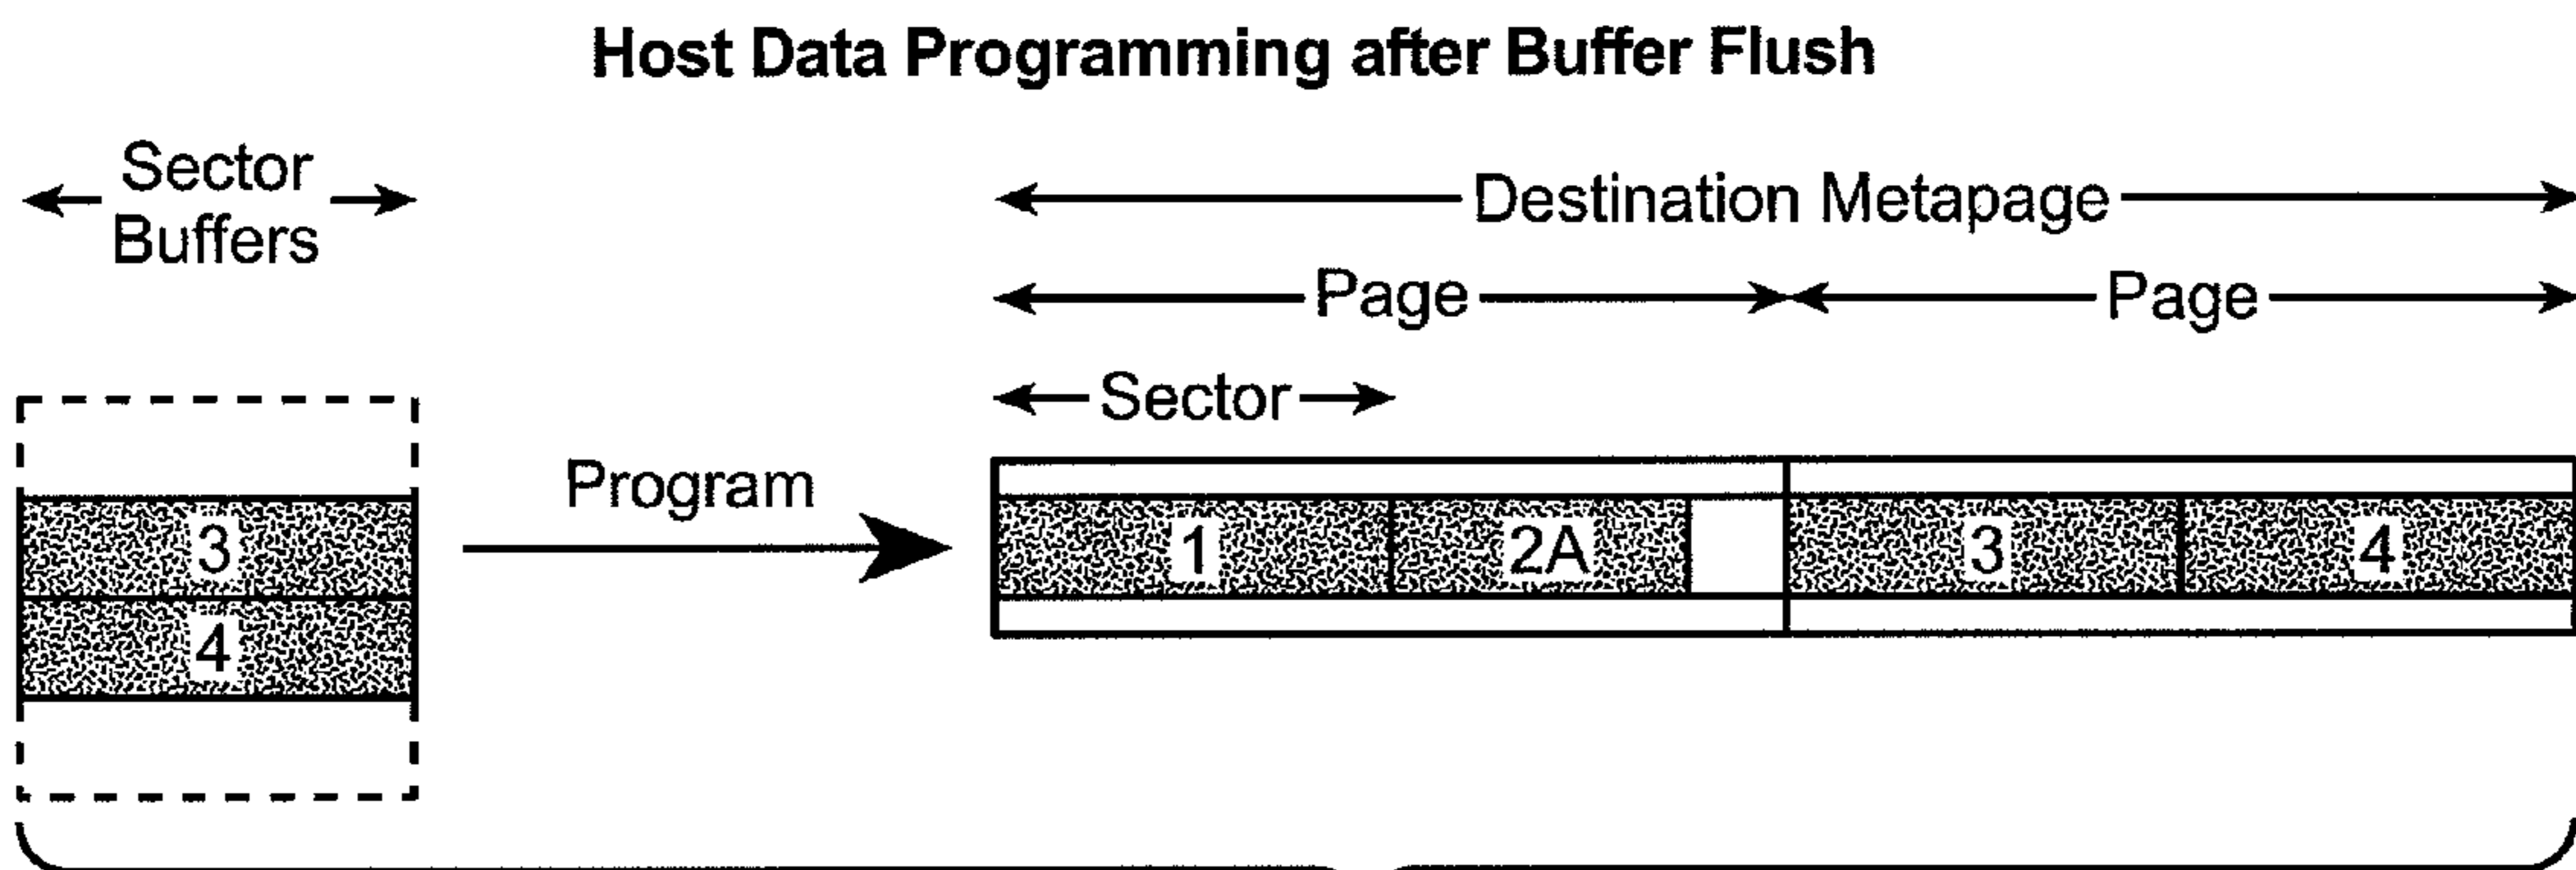 Host Data Programming after Buffer Flush
Sector
Buffers
Destination Metapage
Page
Page
Sector
Program
3
4
1
2A
3
4